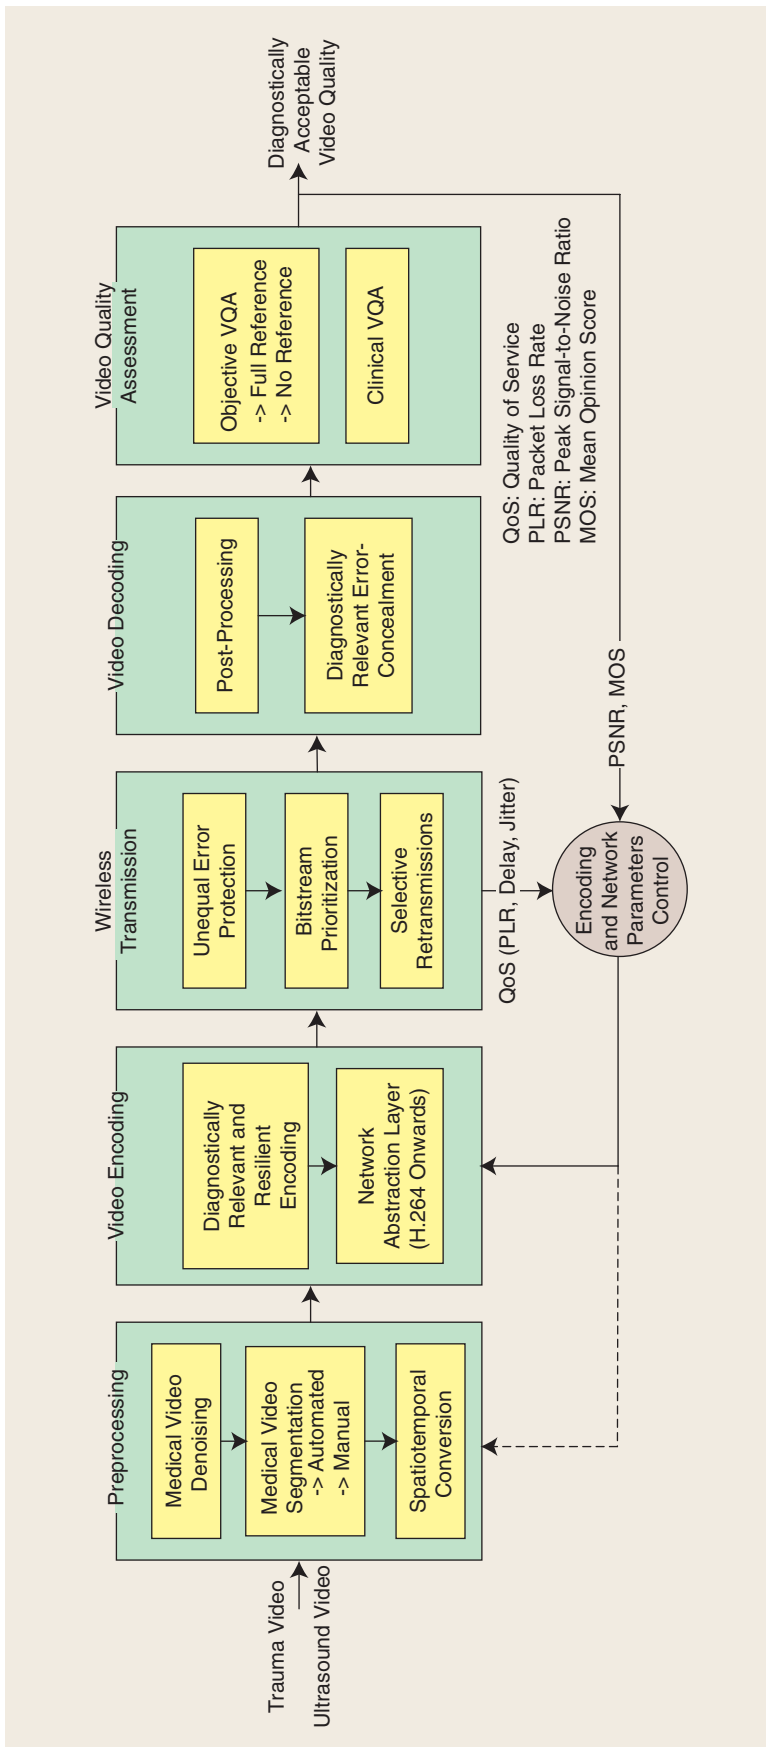 Trauma Video
Ultrasound Video
Preprocessing
Medical Video
Denoising
Medical Video
Segmentation
-> Automated
-> Manual
Spatiotemporal
Conversion
Video Encoding
Diagnostically
Relevant and
Resilient
Encoding
Network
Abstraction Layer
(H.264 Onwards)
Wireless
Transmission
Unequal Error
Protection
Bitstream
Prioritization
Selective
Retransmissions
Video Decoding
Post-Processing
Diagnostically
Relevant Error-
Concealment
Video Quality
Assessment
Objective VQA
-> Full Reference
-> No Reference
Clinical VQA
Diagnostically
Acceptable
Video Quality
QoS (PLR, Delay, Jitter)
Encoding
and Network
Parameters
Control
PSNR, MOS
QoS: Quality of Service
PLR: Packet Loss Rate
PSNR: Peak Signal-to-Noise Ratio
MOS: Mean Opinion Score